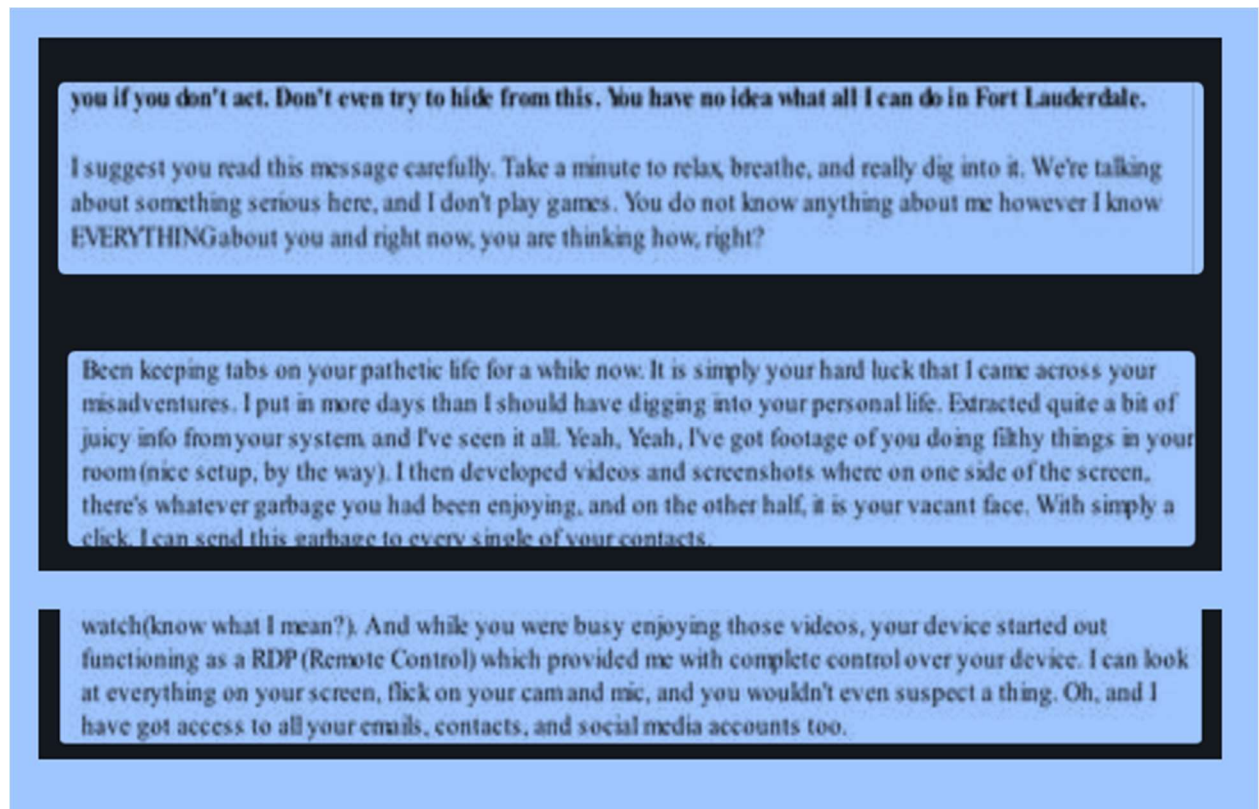 you if you don't act. Don't even try to hide from this. You have no idea what all I can do in Fort Lauderdale.
I suggest you read this message carefully. Take a minute to relax, breathe, and really dig into it. We're talking
about something serious here, and I don't play games. You do not know anything about me however I know
EVERYTHING about you and right now, you are thinking how, right?
Been keeping tabs on your pathetic life for a while now. It is simply your hard luck that I came across your
misadventures. I put in more days than I should have digging into your personal life. Extracted quite a bit of
juicy info from your system, and I've seen it all. Yeah, Yeah, I've got footage of you doing filthy things in your
room (nice setup, by the way). I then developed videos and screenshots where on one side of the screen,
there's whatever garbage you had been enjoying, and on the other half, it is your vacant face. With simply a
click, I can send this garbage to every single of your contacts.
watch(know what I mean?). And while you were busy enjoying those videos, your device started out
functioning as a RDP (Remote Control) which provided me with complete control over your device. I can look
at everything on your screen, flick on your cam and mic, and you wouldn't even suspect a thing. Oh, and I
have got access to all your emails, contacts, and social media accounts too.